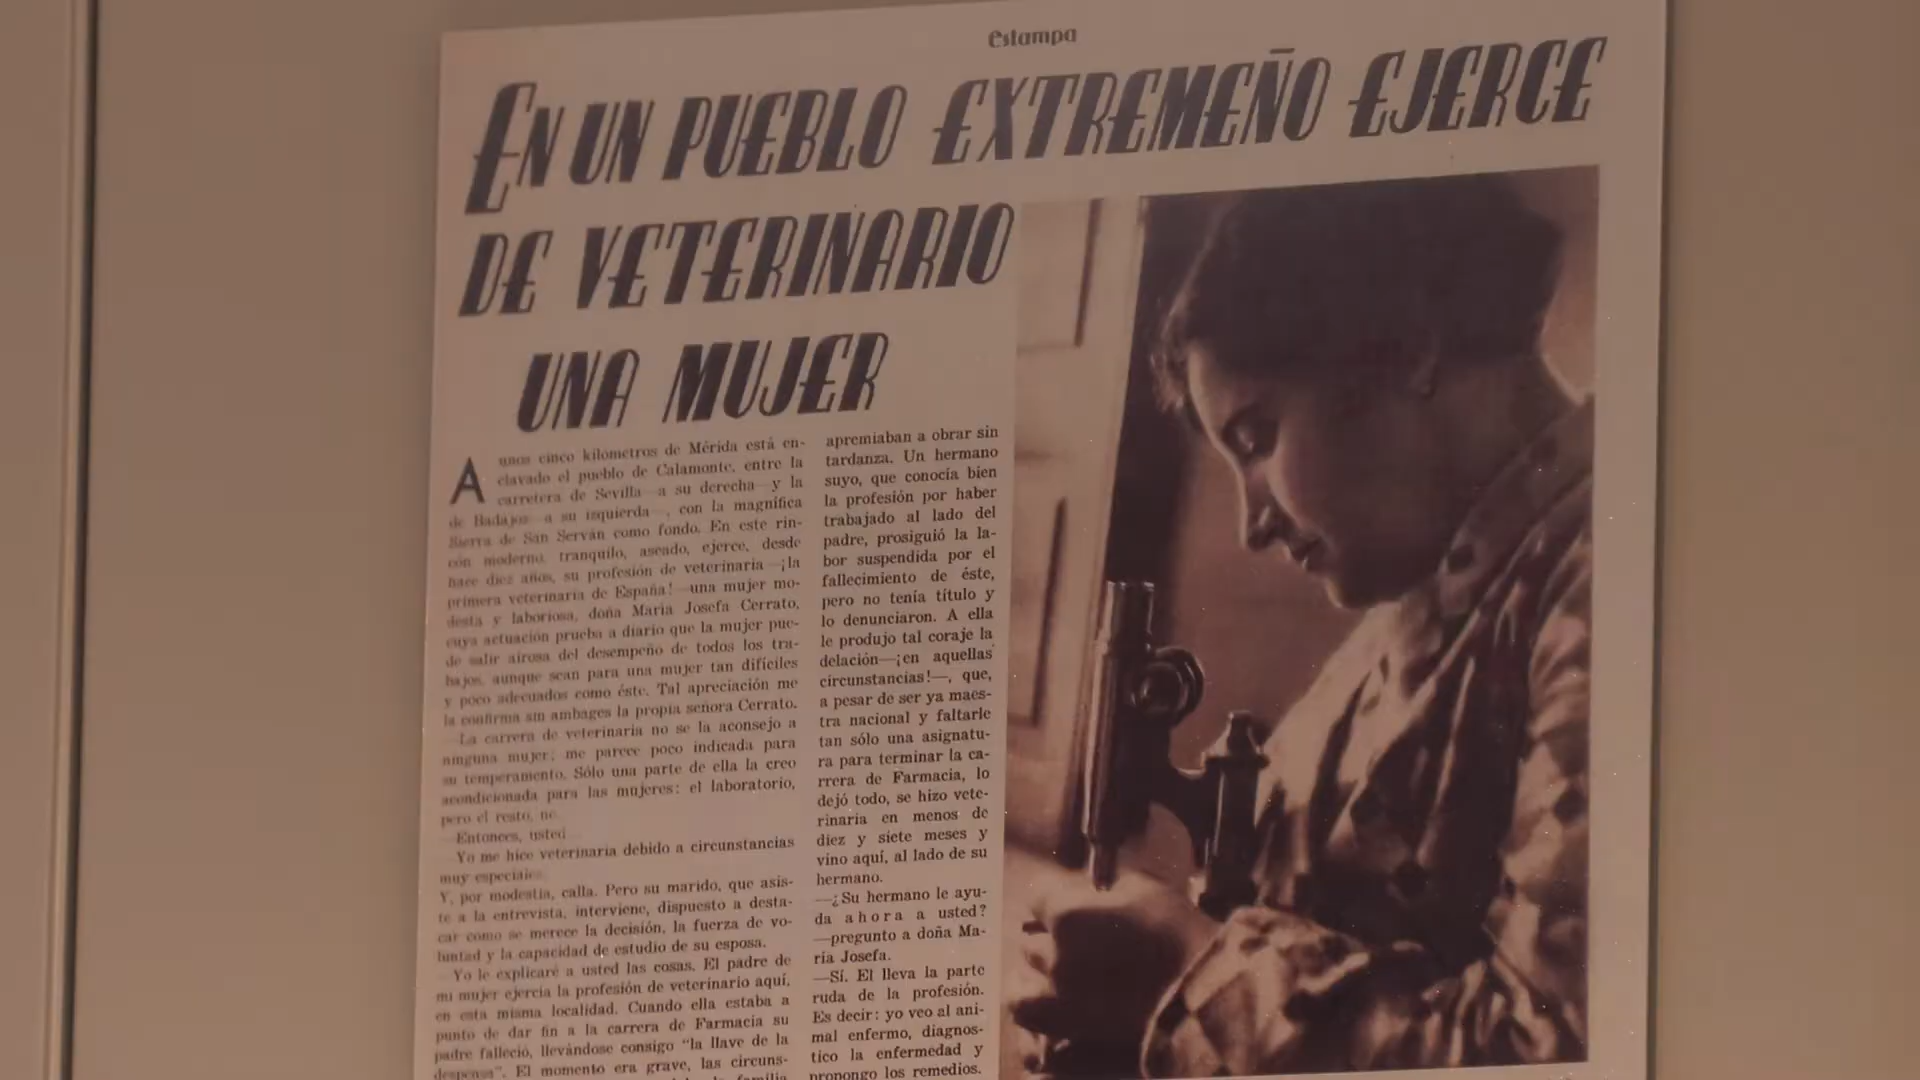 Estampa
EN UN PUEBLO EXTREMEÑO EJERCE
DE VETERINARIO
UNA MUJER
A unos cinco kilometros de Mérida está en-
clavado el pueblo de Calamonte, entre la
carretera de Sevilla—a su derecha—y la
de Badajos—a su izquierda—, con la magnífica
Sierra de San Serván como fondo. En este rin-
cón moderno, tranquilo, aseado, ejerce, desde
hace diez años, su profesión de veterinaria—¡la
primera veterinaria de España!—una mujer mo-
desta y laboriosa, doña María Josefa Cerrato,
cuya actuación prueba a diario que la mujer pue-
de salir airosa del desempeño de todos los tra-
bajos, aunque sean para una mujer tan difíciles
y poco adecuados como éste. Tal apreciación me
la confirma sin ambages la propia señora Cerrato.
—La carrera de veterinaria no se la aconsejo a
ninguna mujer; me parece poco indicada para
su temperamento. Sólo una parte de ella la creo
acondicionada para las mujeres: el laboratorio,
pero el resto, no.
—Entonces, usted
—Yo me hice veterinaria debido a circunstancias
muy especiales.
Y, por modestia, calla. Pero su marido, que asis-
te a la entrevista, interviene, dispuesto a desta-
car como se merece la decisión, la fuerza de vo-
luntad y la capacidad de estudio de su esposa.
—Yo le explicaré a usted las cosas. El padre de
mi mujer ejercía la profesión de veterinario aquí,
en esta misma localidad. Cuando ella estaba a
punto de dar fin a la carrera de Farmacia su
padre falleció, llevándose consigo "la llave de la
despensa". El momento era grave, las circuns-
familia
apremiaban a obrar sin
tardanza. Un hermano
suyo, que conocía bien
la profesión por haber
trabajado al lado del
padre, prosiguió la la-
bor suspendida por el
fallecimiento de éste,
pero no tenía título y
lo denunciaron. A ella
le produjo tal coraje la
delación—¡en aquellas
circunstancias!—, que,
a pesar de ser ya maes-
tra nacional y faltarle
tan sólo una asignatu-
ra para terminar la ca-
rrera de Farmacia, lo
dejó todo, se hizo vete-
rinaria en menos de
diez y siete meses y
vino aquí, al lado de su
hermano.
—¿Su hermano le ayu-
da ahora a usted?
—pregunto a doña Ma-
ría Josefa.
—Sí. El lleva la parte
ruda de la profesión.
Es decir: yo veo al ani-
mal enfermo, diagnos-
tico la enfermedad y
propongo los remedios.